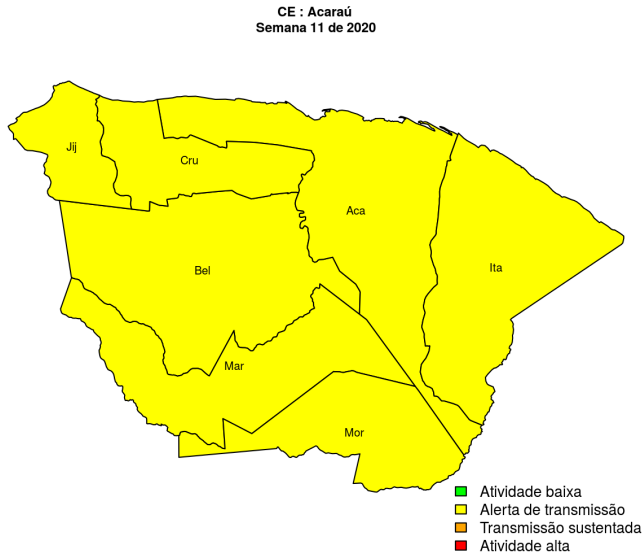 CE : Acaraú
Semana 11 de 2020
Jij
Cru
Aca
Bel
Ita
Mar
Mor
Atividade baixa
Alerta de transmissão
Transmissão sustentada
Atividade alta